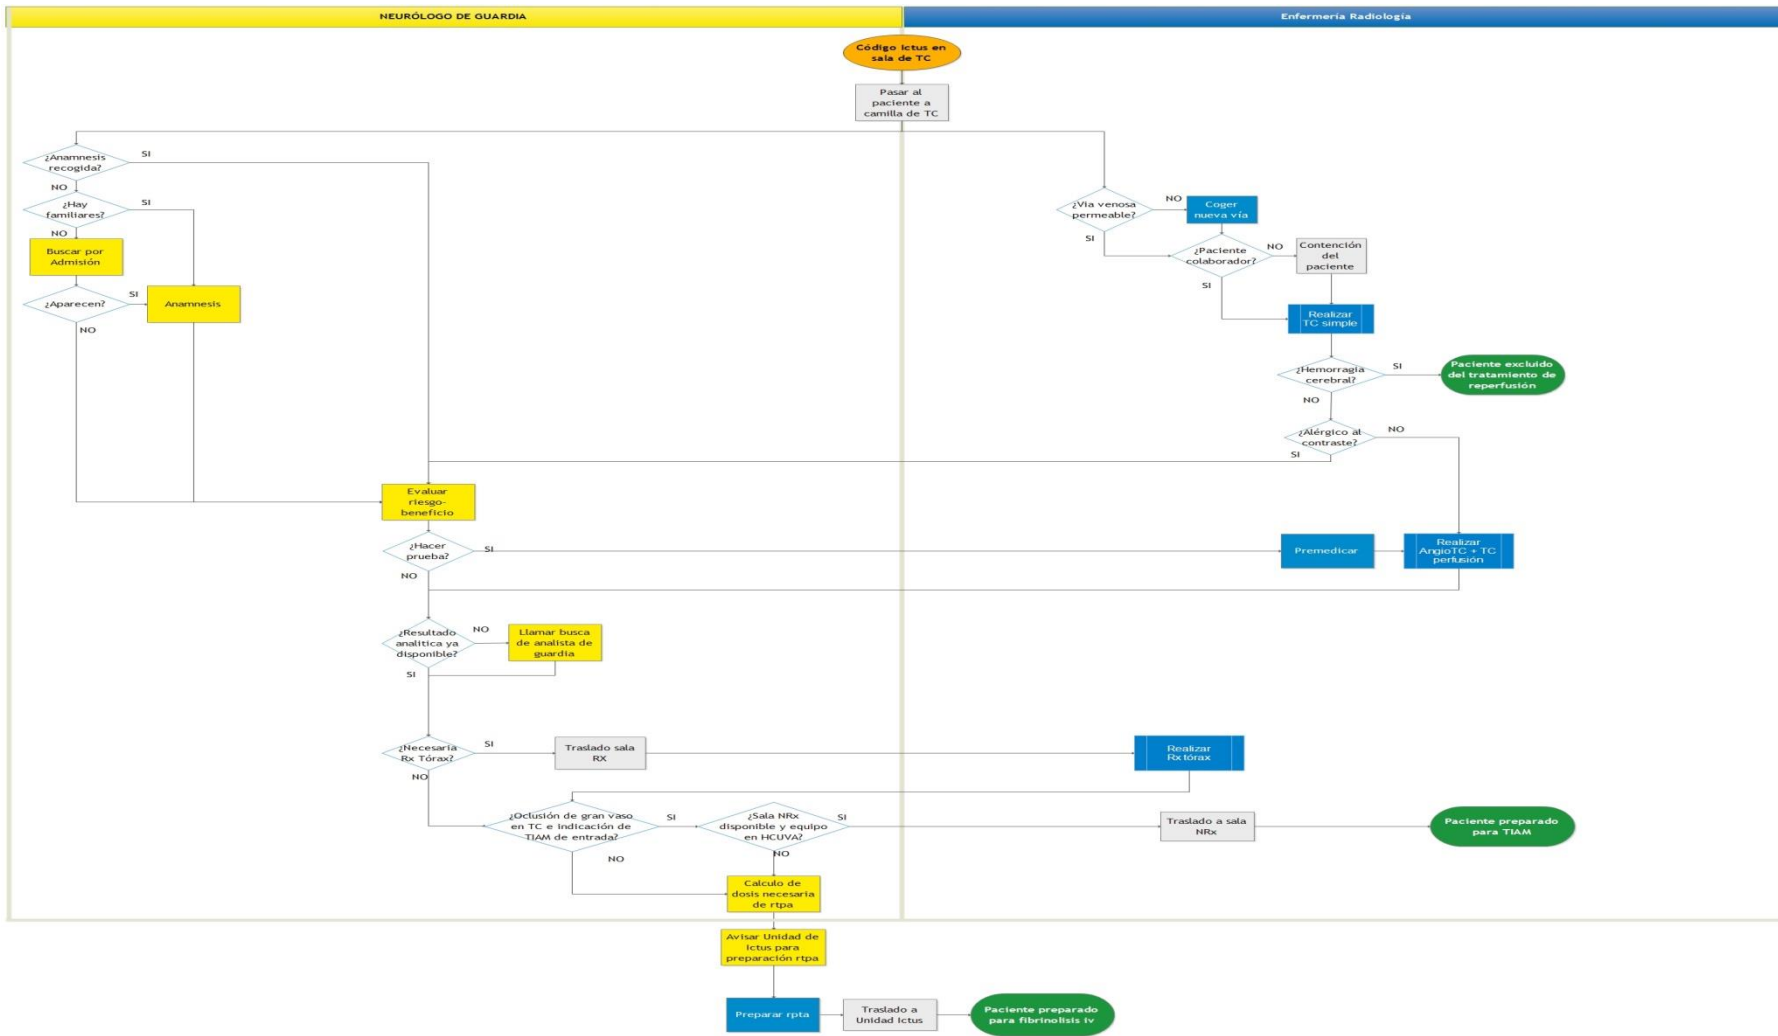 NEURÓLOGO DE GUARDIA
Enfermería Radiología
Código Ictus en
sala de TC
Pasar al
paciente a
camilla de TC
¿Anamnesis
recogida?
SI
NO
¿Hay
familiares?
SI
NO
Buscar por
Admisión
¿Aparecen?
SI
NO
Anamnesis
¿Vía venosa
permeable?
NO
SI
Coger
nueva vía
¿Paciente
colaborador?
NO
SI
Contención
del
paciente
Realizar
TC simple
¿Hemorragia
cerebral?
SI
NO
Paciente excluido
del tratamiento de
reperfusión
¿Alérgico al
contraste?
NO
SI
Evaluar
riesgo-
beneficio
¿Hacer
prueba?
SI
NO
Premedicar
Realizar
AngioTC + TC
perfusión
¿Resultado
analítica ya
disponible?
NO
SI
Llamar busca
de analista de
guardia
¿Necesaria
Rx Tórax?
SI
NO
Traslado sala
RX
Realizar
Rx tórax
¿Oclusión de gran vaso
en TC e indicación de
TIAM de entrada?
SI
NO
¿Sala NRx
disponible y equipo
en HCUVA?
SI
NO
Traslado a sala
NRx
Paciente preparado
para TIAM
Calculo de
dosis necesaria
de rtpa
Avisar Unidad de
Ictus para
preparación rtpa
Preparar rpta
Traslado a
Unidad Ictus
Paciente preparado
para fibrinolisis iv